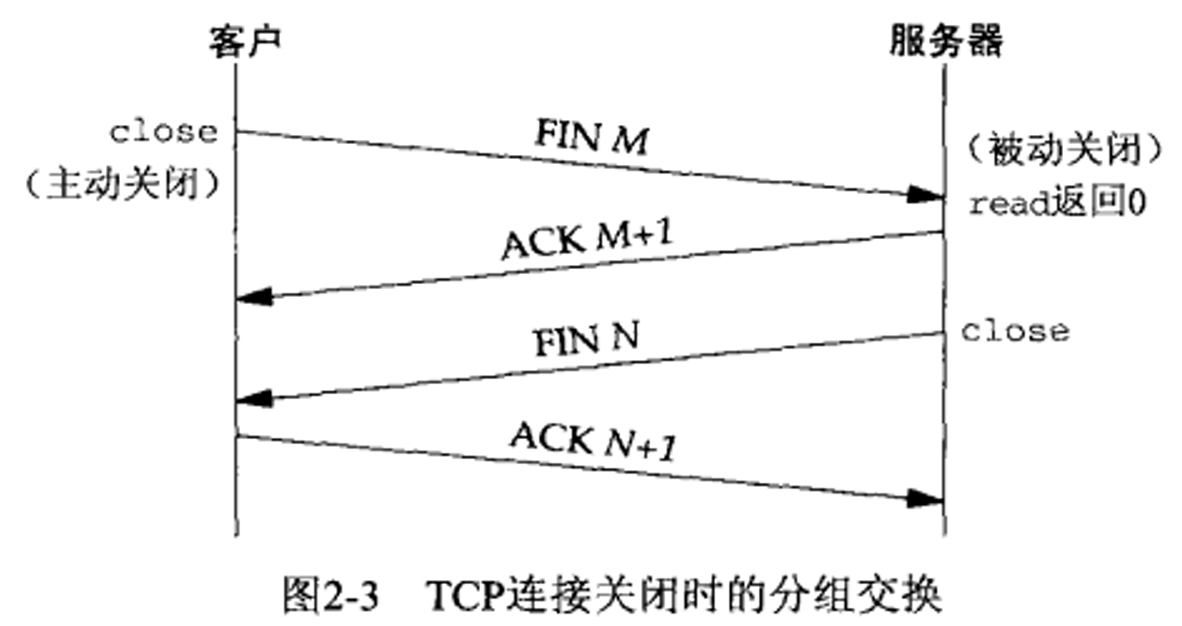 客户
服务器
close
FIN M
(被动关闭)
(主动关闭)
read返回0
ACK M+1
FIN N
close
ACK N+1
图2-3 TCP连接关闭时的分组交换